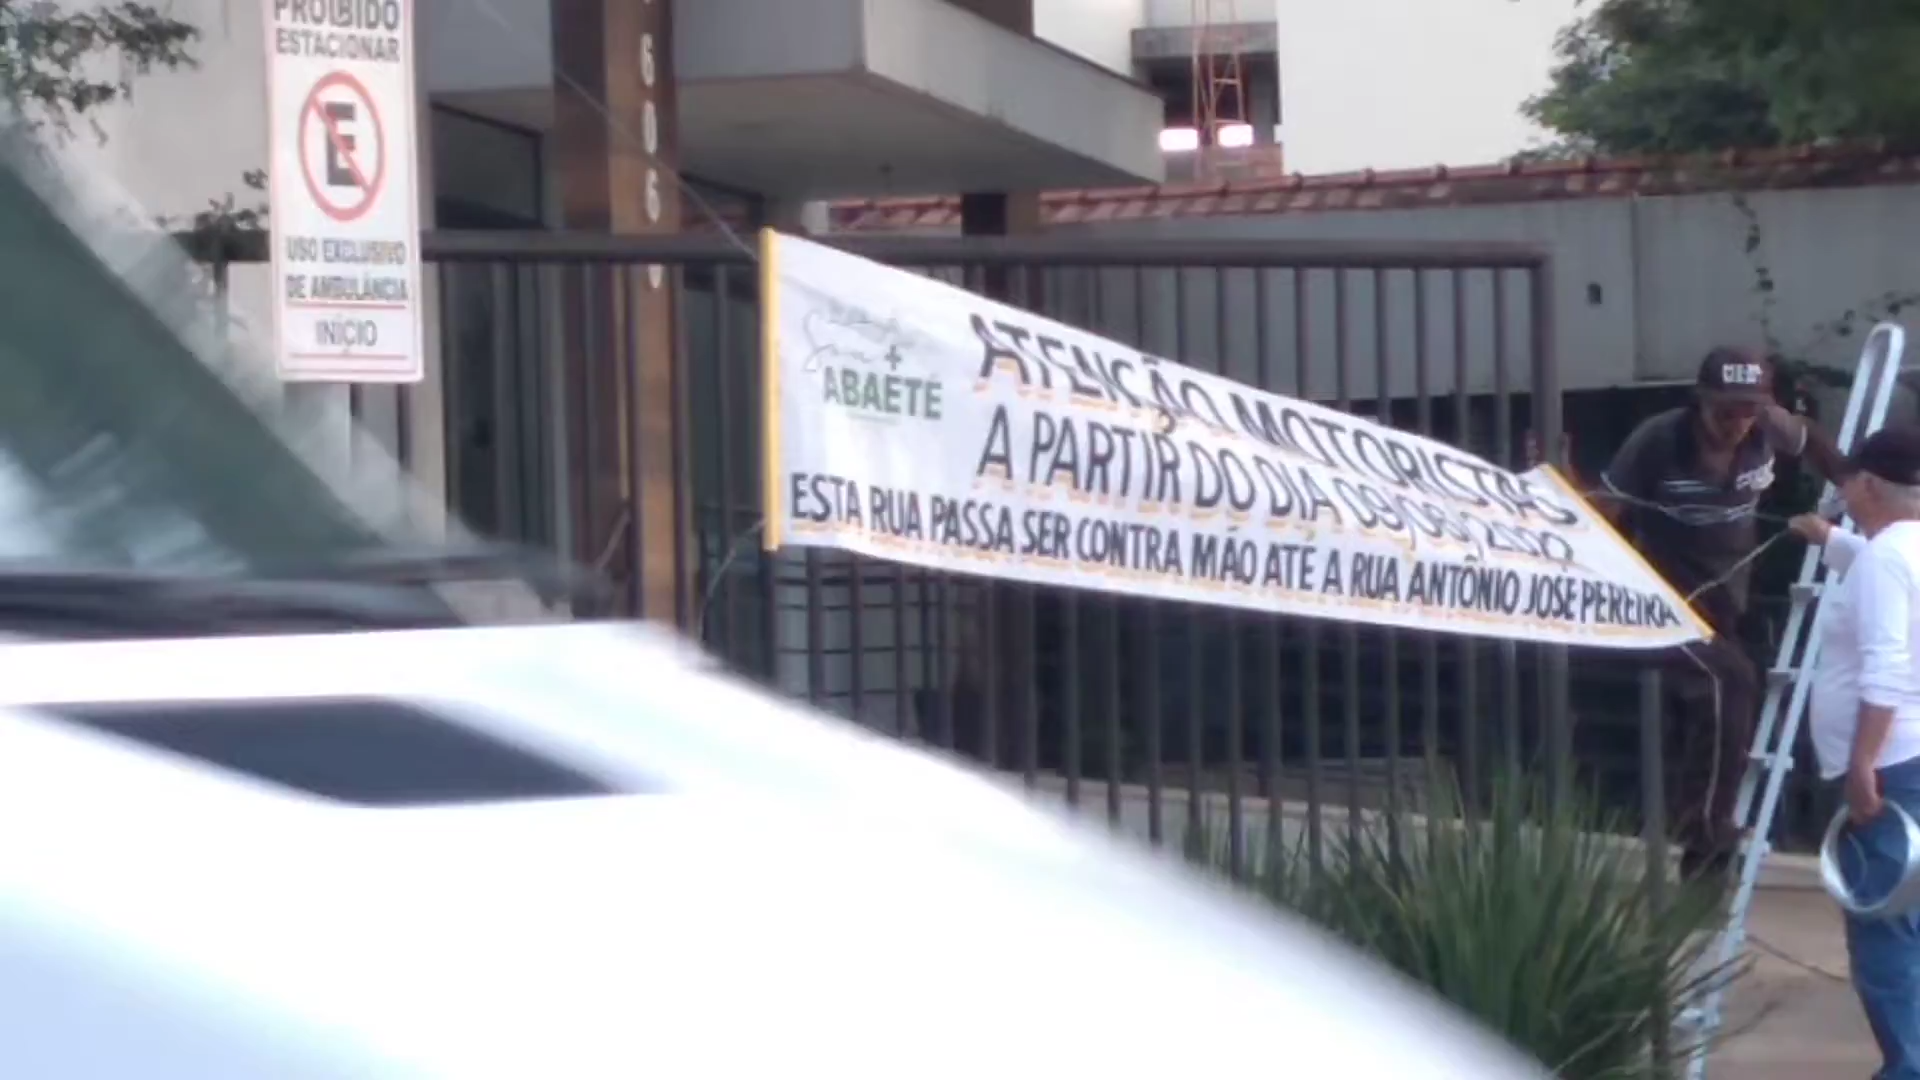 PROIBIDO
ESTACIONAR
E
USO EXCLUSIVO
DE AMBULÂNCIA
INÍCIO
606
+
ABAETÉ
ATENÇÃO MOTORISTAS
A PARTIR DO DIA
ESTA RUA PASSA SER CONTRA MÃO ATE A RUA ANTÔNIO JOSE PEREIRA